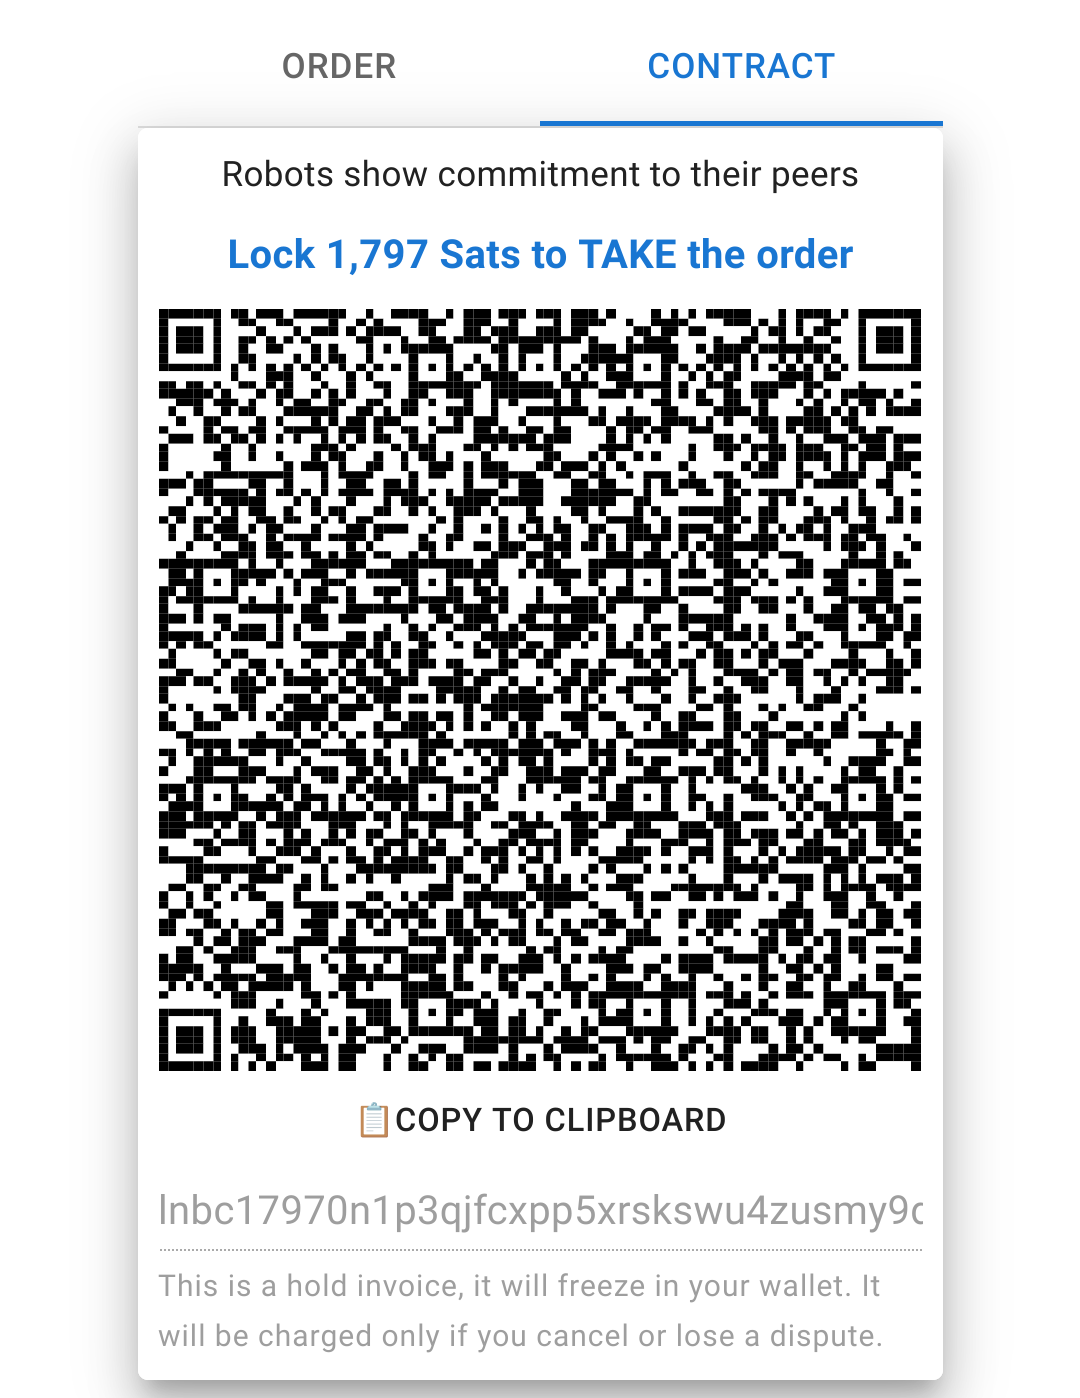 ORDER
CONTRACT
Robots show commitment to their peers
Lock 1,797 Sats to TAKE the order
COPY TO CLIPBOARD
lnbc17970n1p3qjfcxpp5xrskswu4zusmy9
This is a hold invoice, it will freeze in your wallet. It
will be charged only if you cancel or lose a dispute.